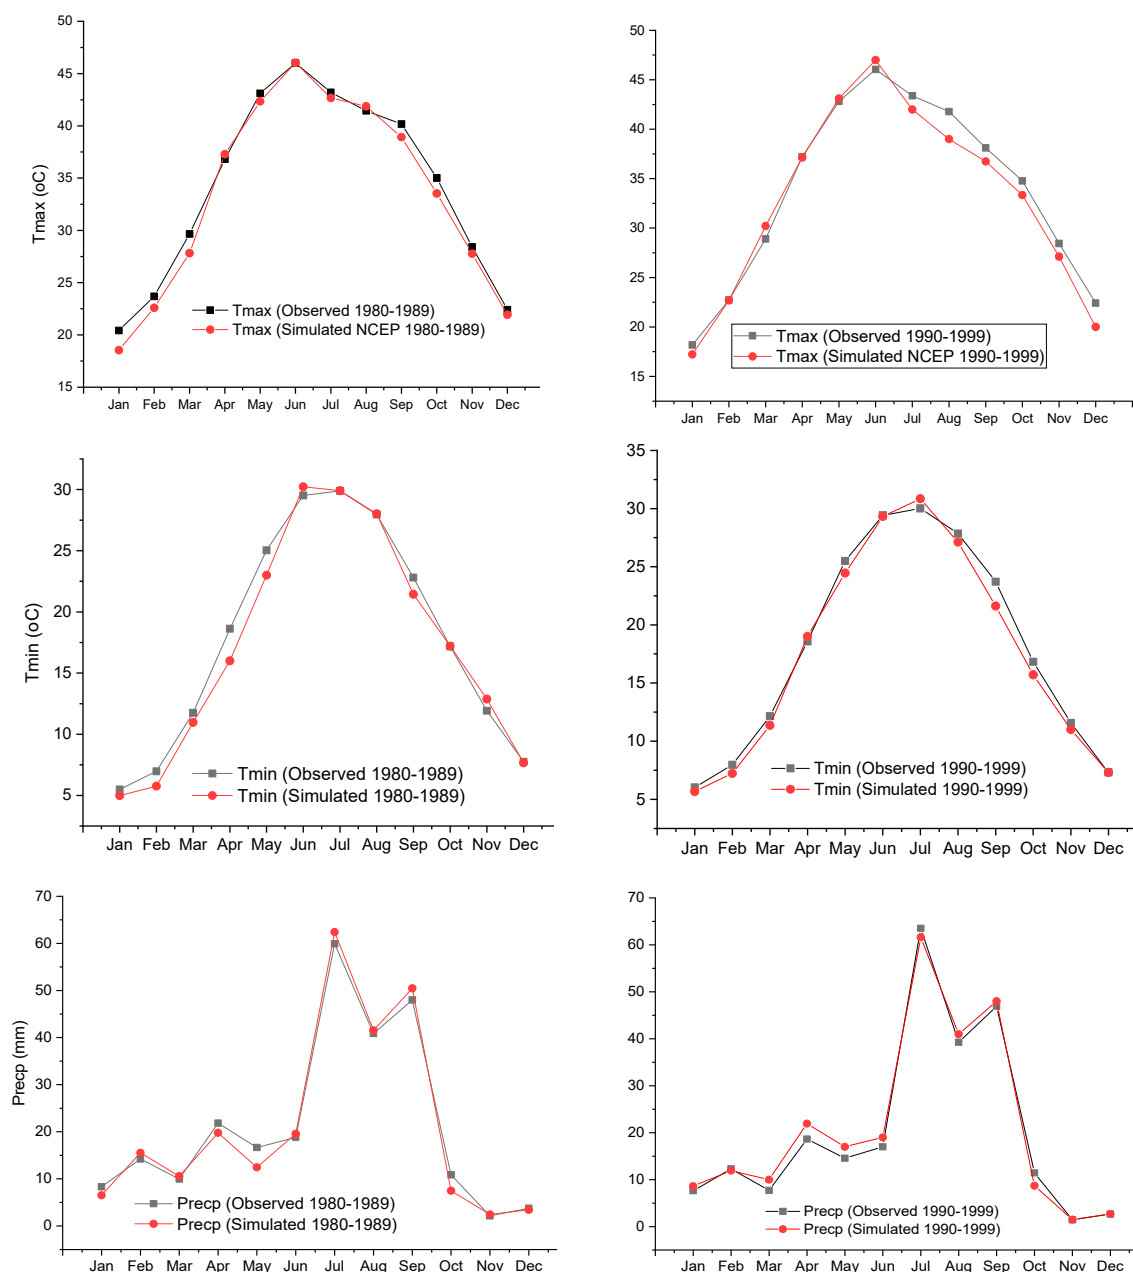 50
45
40
35
30
25
20
15
Tmax (oC)
Tmax (Observed 1980-1989)
Tmax (Simulated NCEP 1980-1989)
Jan Feb Mar Apr May Jun Jul Aug Sep Oct Nov Dec
50
45
40
35
30
25
20
15
Tmax (Observed 1990-1999)
Tmax (Simulated NCEP 1990-1999)
Jan Feb Mar Apr May Jun Jul Aug Sep Oct Nov Dec
30
25
20
15
10
5
Tmin (oC)
Tmin (Observed 1980-1989)
Tmin (Simulated 1980-1989)
Jan Feb Mar Apr May Jun Jul Aug Sep Oct Nov Dec
35
30
25
20
15
10
5
Tmin (Observed 1990-1999)
Tmin (Simulated 1990-1999)
Jan Feb Mar Apr May Jun Jul Aug Sep Oct Nov Dec
70
60
50
40
30
20
10
0
Precp (mm)
Precp (Observed 1980-1989)
Precp (Simulated 1980-1989)
Jan Feb Mar Apr May Jun Jul Aug Sep Oct Nov Dec
70
60
50
40
30
20
10
0
Precp (Observed 1990-1999)
Precp (Simulated 1990-1999)
Jan Feb Mar Apr May Jun Jul Aug Sep Oct Nov Dec